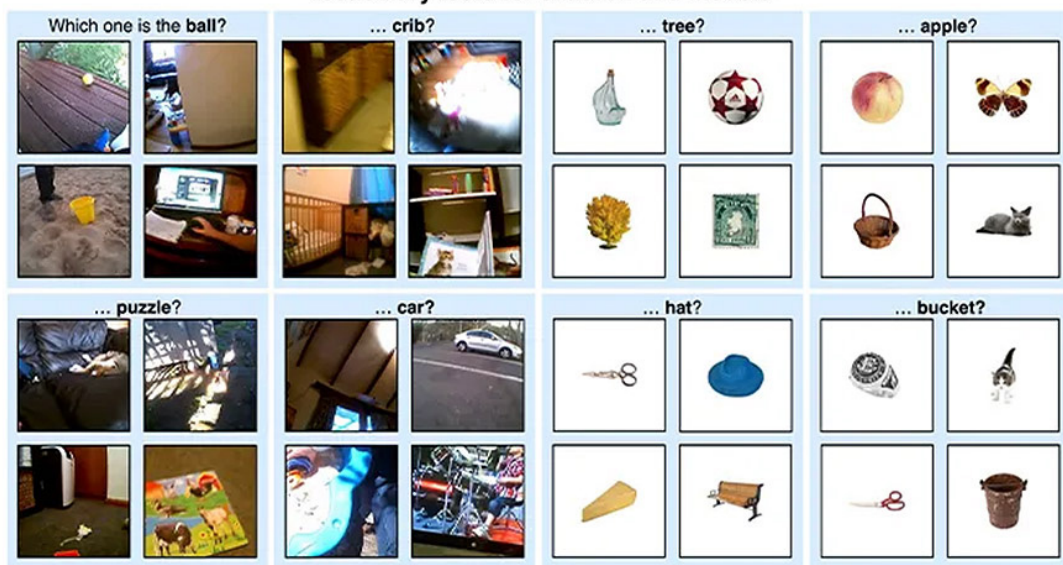 Which one is the ball?
... crib?
... tree?
... apple?
... puzzle?
... car?
... hat?
... bucket?